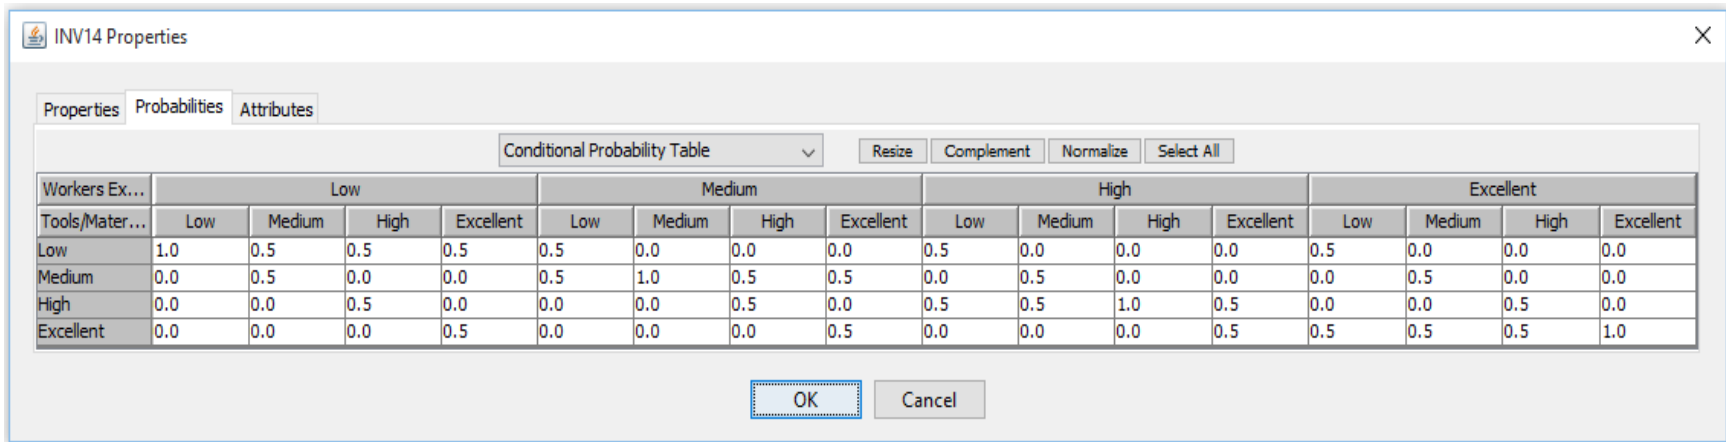 INV14 Properties
Properties Probabilities Attributes
Conditional Probability Table Resize Complement Normalize Select All
Workers Ex... Low Medium High Excellent
Tools/Mater... Low Medium High Excellent Low Medium High Excellent Low Medium High Excellent Low Medium High Excellent
Low 1.0 0.5 0.5 0.5 0.5 0.0 0.0 0.0 0.5 0.0 0.0 0.0 0.5 0.0 0.0 0.0
Medium 0.0 0.5 0.0 0.0 0.5 1.0 0.5 0.5 0.0 0.5 0.0 0.0 0.0 0.5 0.0 0.0
High 0.0 0.0 0.5 0.0 0.0 0.0 0.5 0.0 0.5 0.5 1.0 0.5 0.0 0.0 0.5 0.0
Excellent 0.0 0.0 0.0 0.5 0.0 0.0 0.0 0.5 0.0 0.0 0.0 0.5 0.5 0.5 0.5 1.0
OK Cancel